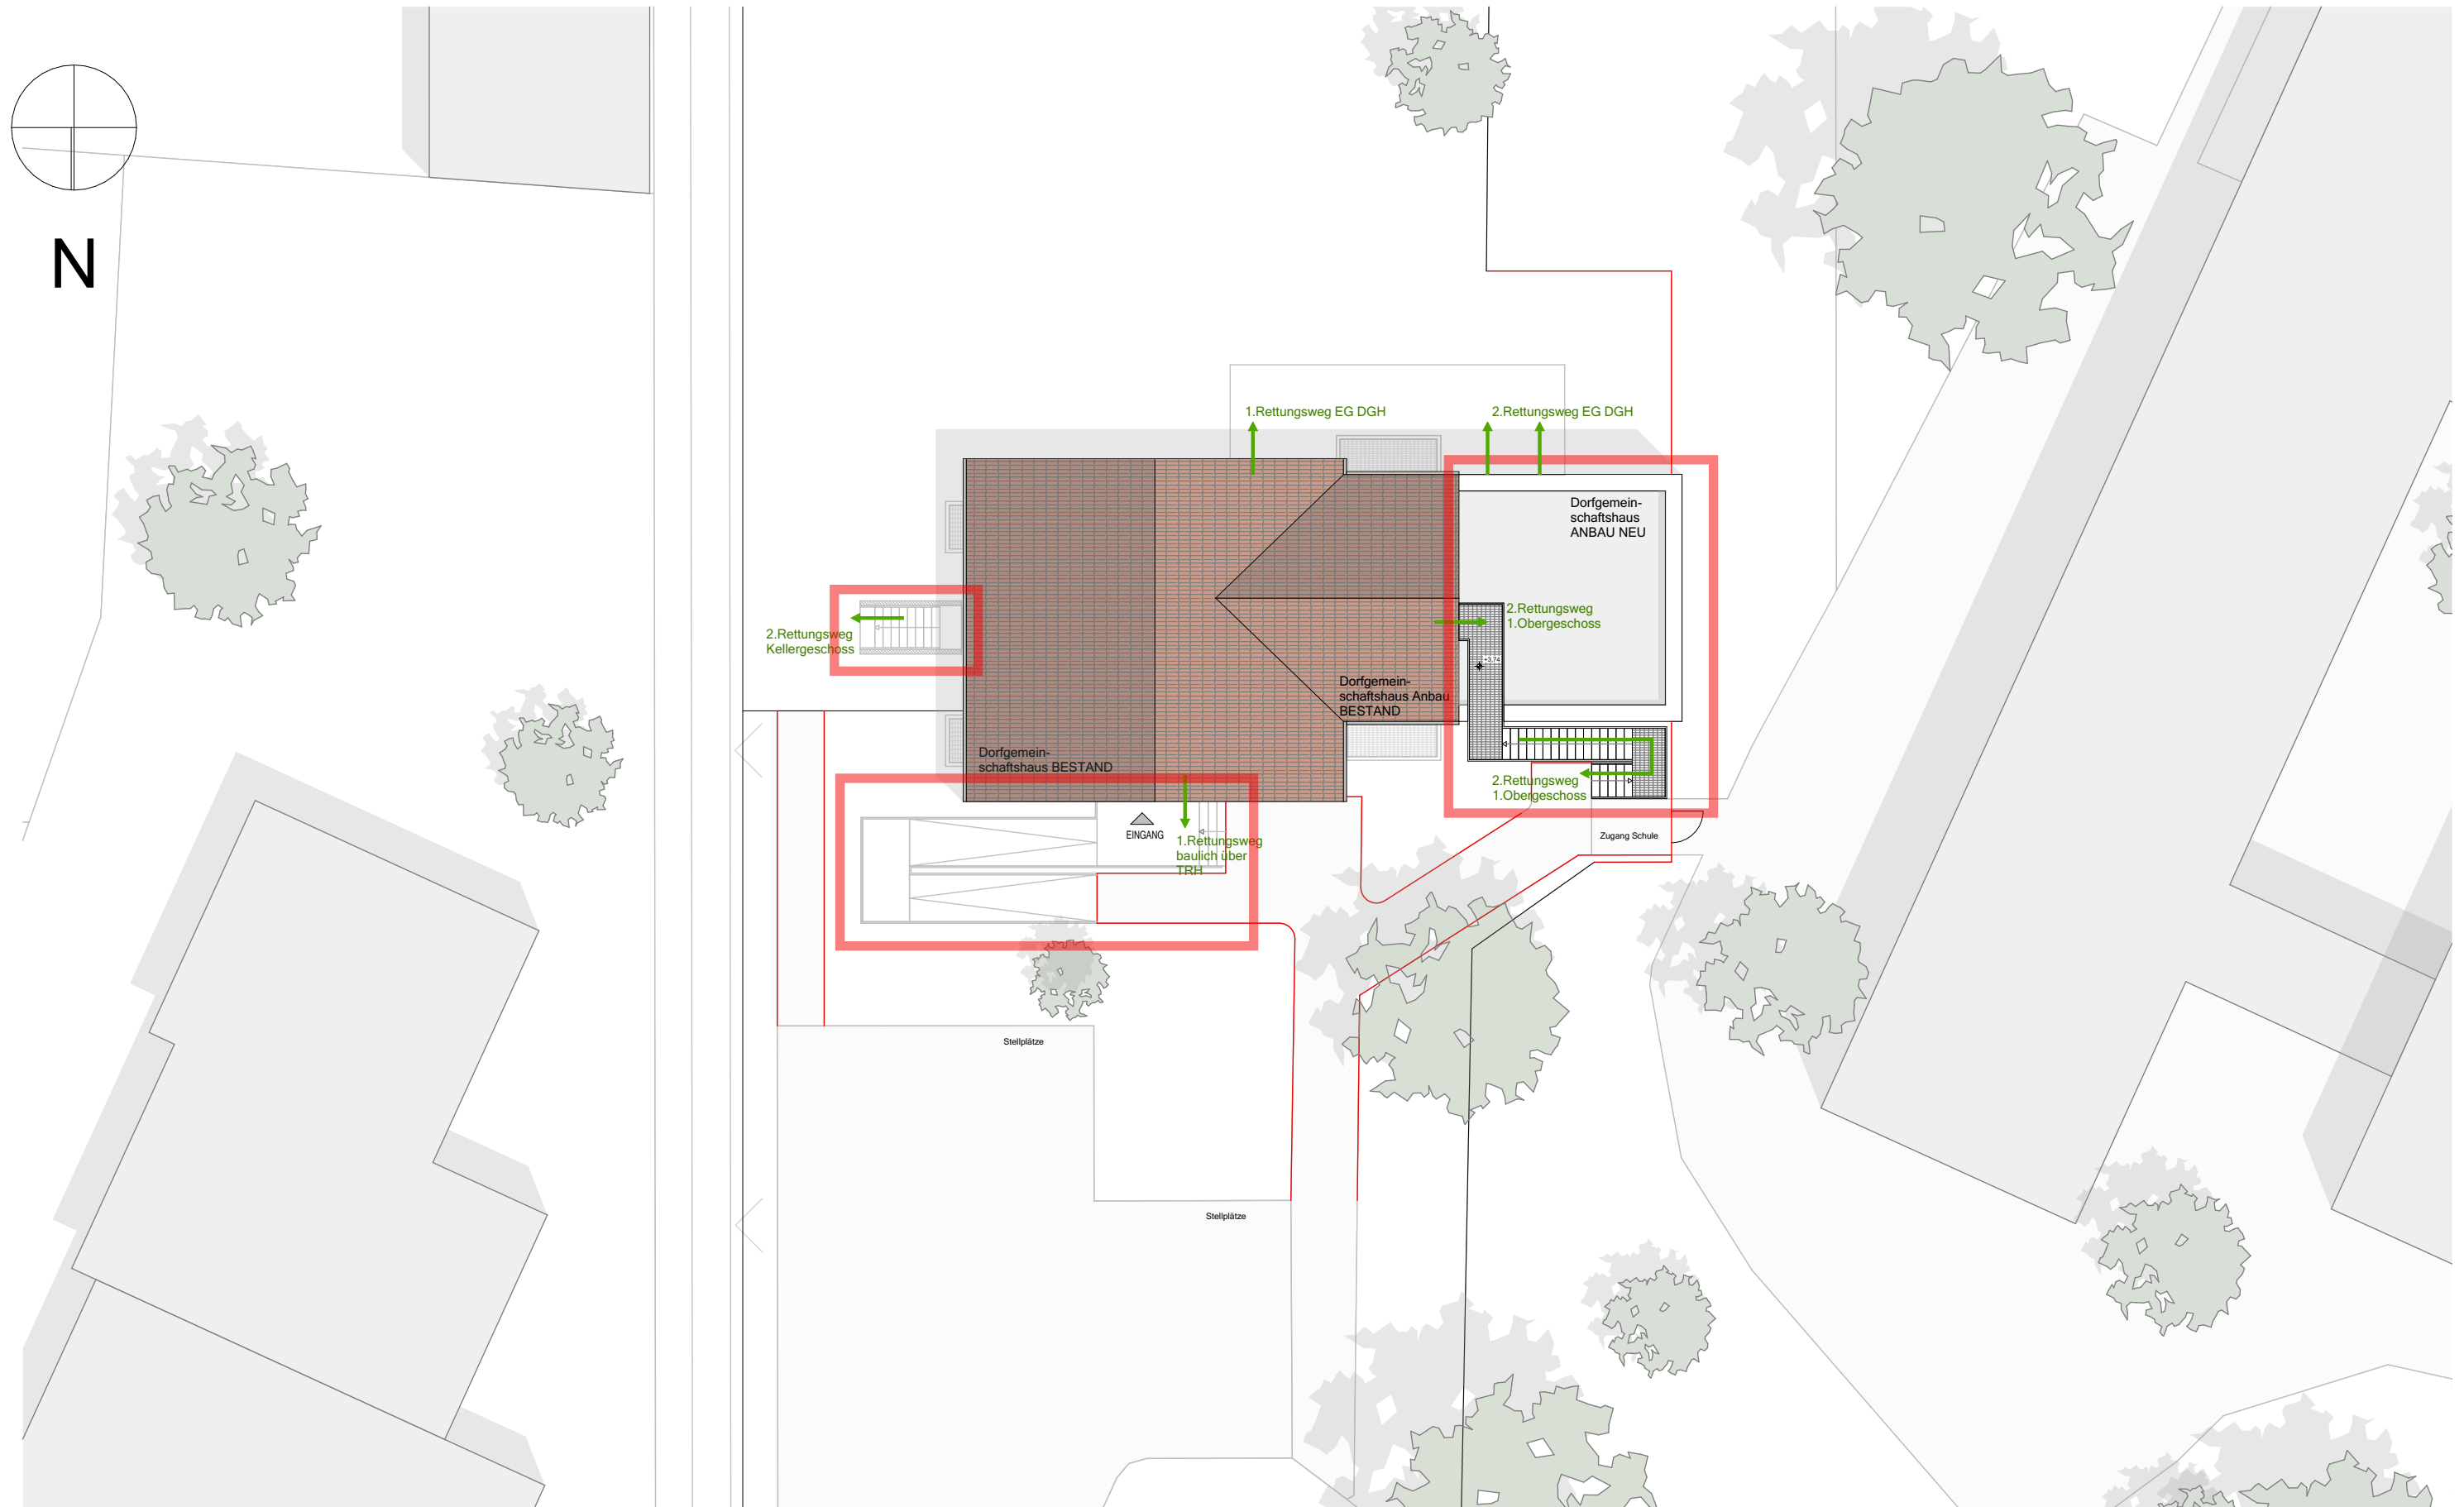 N
1.Rettungsweg EG DGH
2.Rettungsweg EG DGH
Dorfgemein-
schaftshaus
ANBAU NEU
2.Rettungsweg
1.Obergeschoss
2.Rettungsweg
Kellergeschoss
+3,74
Dorfgemein-
schaftshaus Anbau
BESTAND
Dorfgemein-
schaftshaus BESTAND
2.Rettungsweg
1.Obergeschoss
EINGANG
1.Rettungsweg
baulich über
TRH
Zugang Schule
Stellplätze
Stellplätze